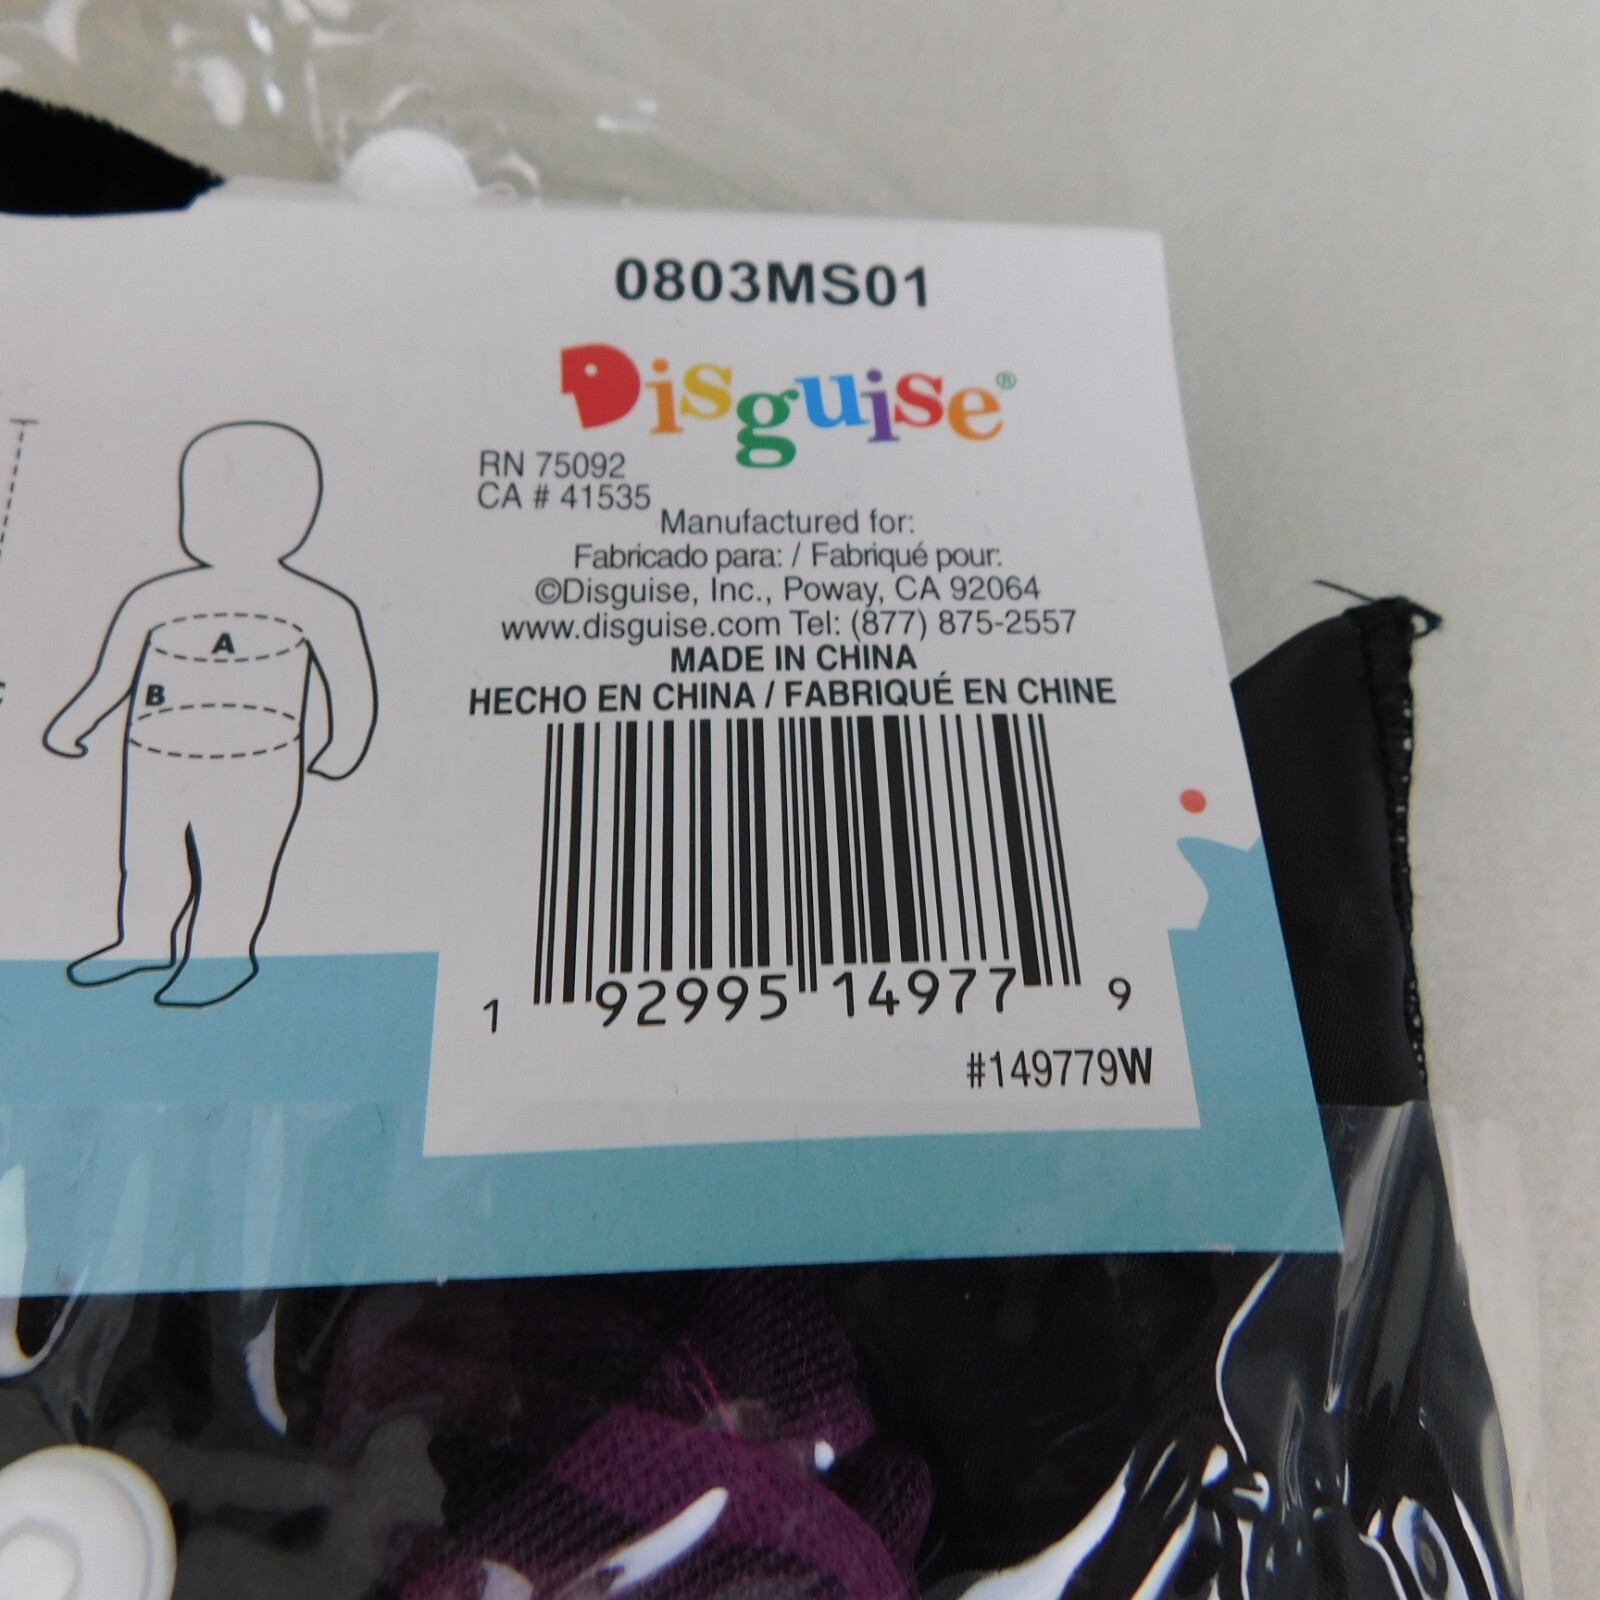 0803MS01
Disguise®
RN 75092
CA # 41535
Manufactured for:
Fabricado para: / Fabriqué pour:
©Disguise, Inc., Poway, CA 92064
www.disguise.com Tel: (877) 875-2557
MADE IN CHINA
HECHO EN CHINA / FABRIQUÉ EN CHINE
A
B
1 92995 14977 9
#149779W